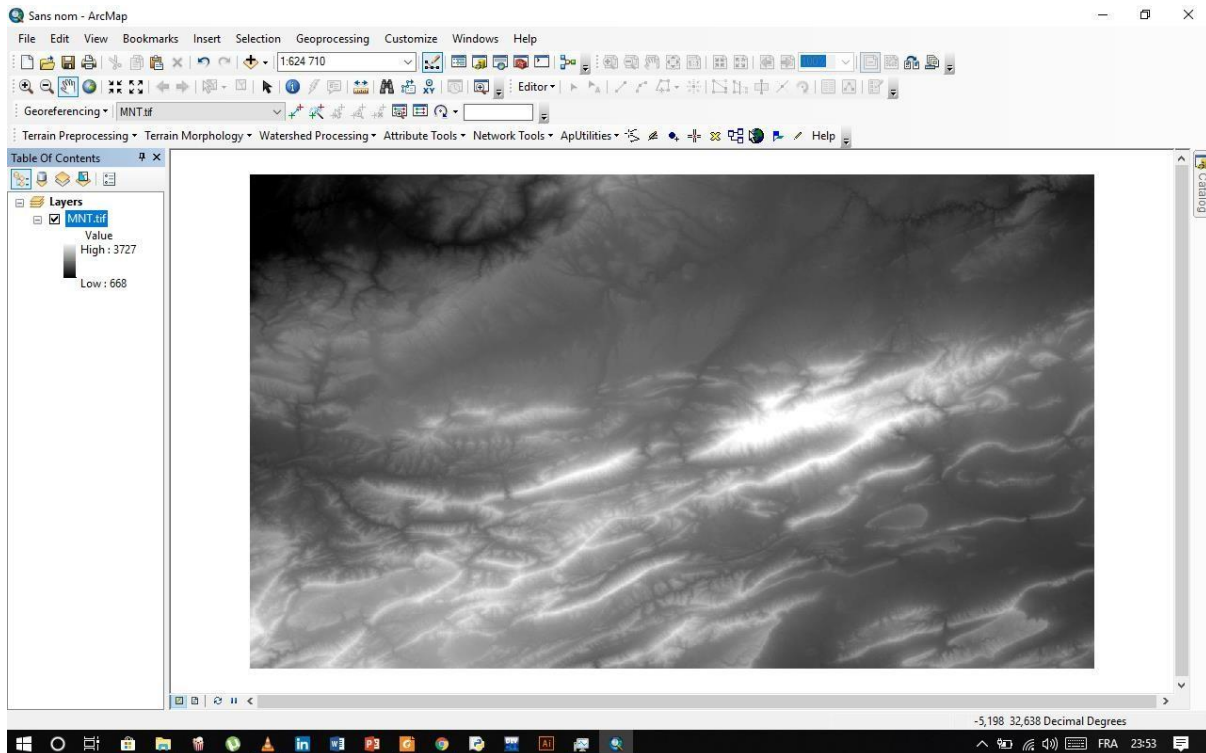 Sans nom - ArcMap
File Edit View Bookmarks Insert Selection Geoprocessing Customize Windows Help
1:624 710
Editor
Georeferencing MNT.tif
Terrain Preprocessing Terrain Morphology Watershed Processing Attribute Tools Network Tools ApUtilities Help
Table Of Contents
Catalog
Layers
MNT.tif
Value
High : 3727
Low : 668
-5,198 32,638 Decimal Degrees
FRA 23:53